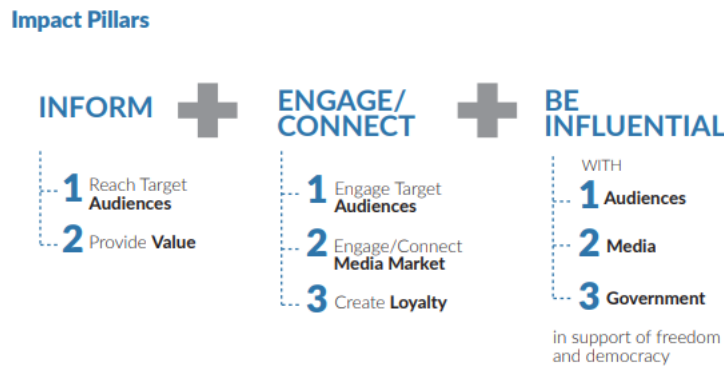 Impact Pillars
INFORM
1 Reach Target
Audiences
2 Provide Value
ENGAGE/
CONNECT
1 Engage Target
Audiences
2 Engage/Connect
Media Market
3 Create Loyalty
BE
INFLUENTIAL
WITH
1 Audiences
2 Media
3 Government
in support of freedom
and democracy